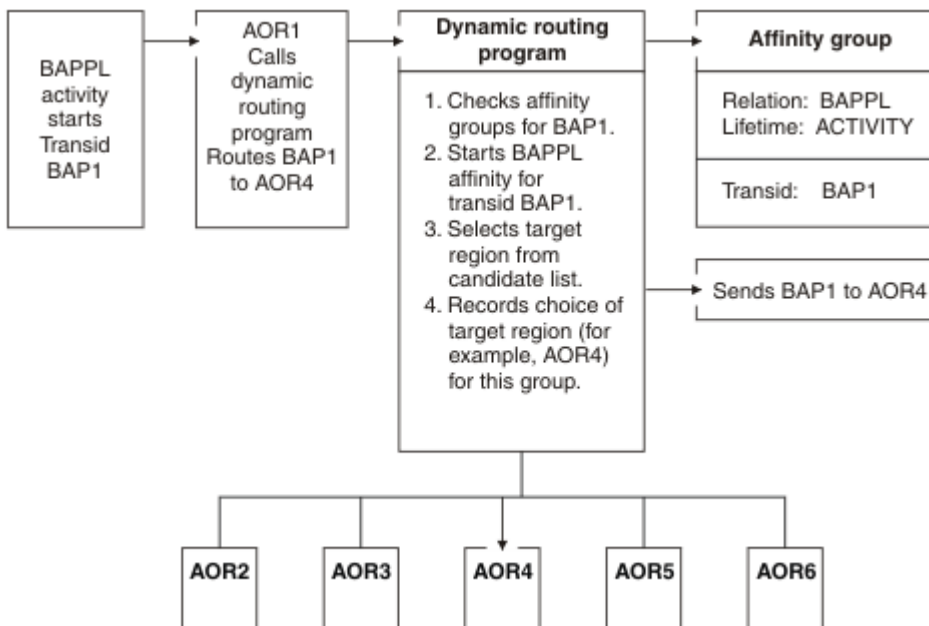 BAPPL
activity
starts
Transid
BAP1
AOR1
Calls
dynamic
routing
program
Routes BAP1
to AOR4
Dynamic routing
program
1. Checks affinity
groups for BAP1.
2. Starts BAPPL
affinity for
transid BAP1.
3. Selects target
region from
candidate list.
4. Records choice of
target region (for
example, AOR4)
for this group.
Affinity group
Relation: BAPPL
Lifetime: ACTIVITY
Transid: BAP1
Sends BAP1 to AOR4
AOR2
AOR3
AOR4
AOR5
AOR6